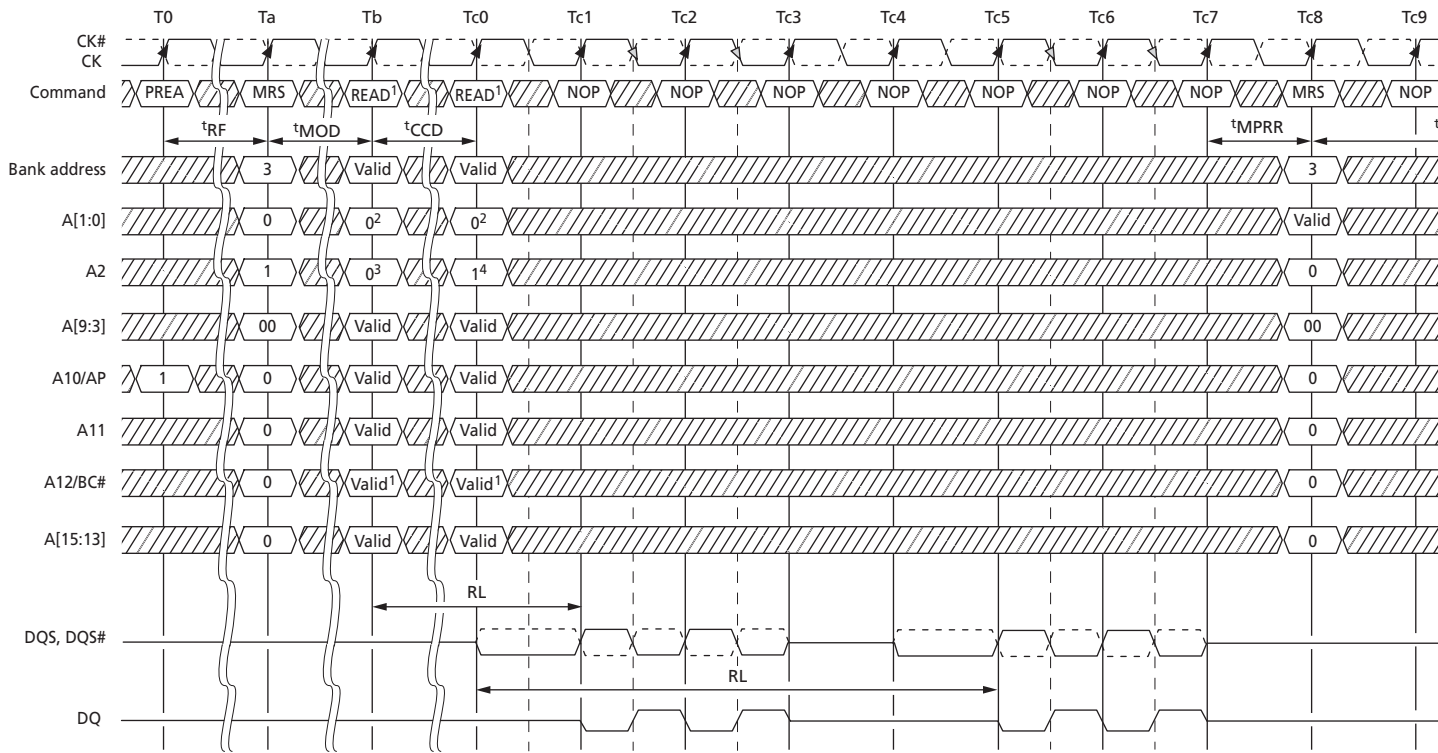 T0 Ta Tb Tc0 Tc1 Tc2 Tc3 Tc4 Tc5 Tc6 Tc7 Tc8 Tc9
CK#
CK
Command PREA MRS READ¹ READ¹ NOP NOP NOP NOP NOP NOP NOP MRS NOP
ᵗRF ᵗMOD ᵗCCD ᵗMPRR ᵗ
Bank address 3 Valid Valid 3
A[1:0] 0 0² 0² Valid
A2 1 0³ 1⁴ 0
A[9:3] 00 Valid Valid 00
A10/AP 1 0 Valid Valid 0
A11 0 Valid Valid 0
A12/BC# 0 Valid¹ Valid¹ 0
A[15:13] 0 Valid Valid 0
RL
DQS, DQS#
RL
DQ